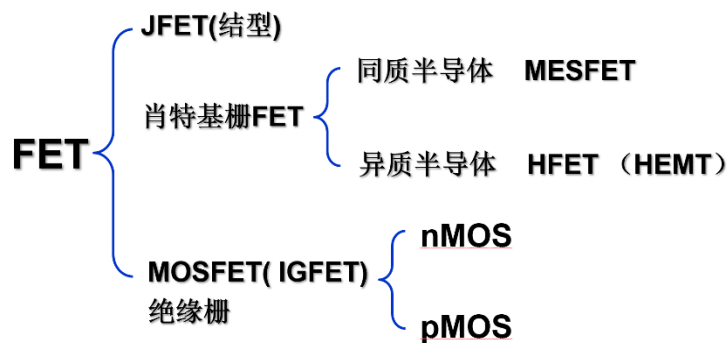 JFET(结型)
同质半导体 MESFET
肖特基栅FET
FET
异质半导体 HFET （HEMT）
nMOS
MOSFET( IGFET)
绝缘栅
pMOS